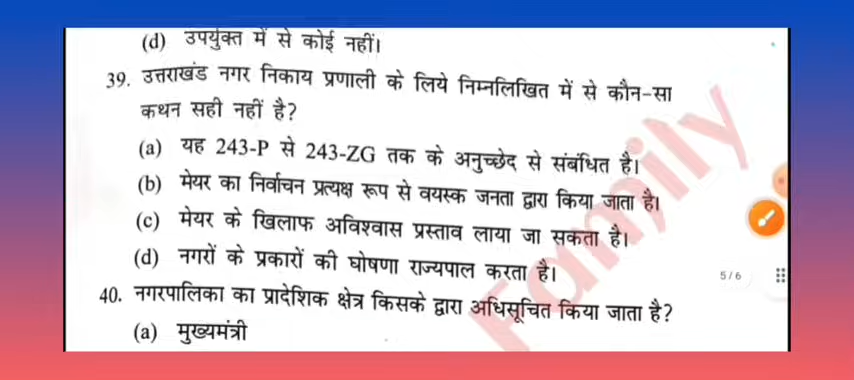 (d) उपर्युक्त में से कोई नहीं।
39. उत्तराखंड नगर निकाय प्रणाली के लिये निम्नलिखित में से कौन-सा
कथन सही नहीं है?
(a) यह 243-P से 243-ZG तक के अनुच्छेद से संबंधित है।
(b) मेयर का निर्वाचन प्रत्यक्ष रूप से वयस्क जनता द्वारा किया जाता है।
(c) मेयर के खिलाफ अविश्वास प्रस्ताव लाया जा सकता है।
(d) नगरों के प्रकारों की घोषणा राज्यपाल करता है।
5/6
40. नगरपालिका का प्रादेशिक क्षेत्र किसके द्वारा अधिसूचित किया जाता है?
(a) मुख्यमंत्री
Family